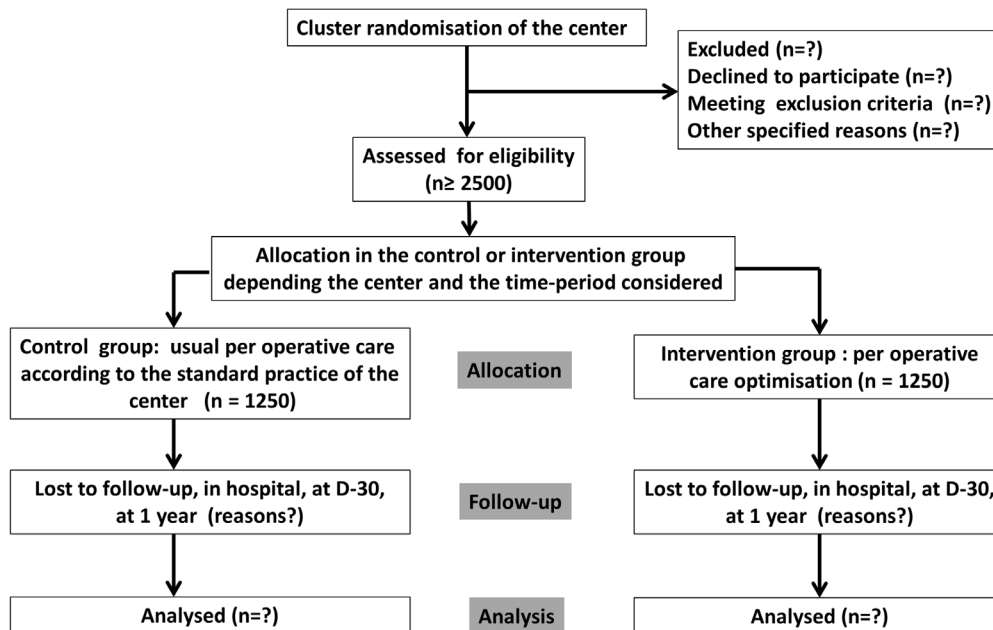 Cluster randomisation of the center
Excluded (n=?)
Declined to participate (n=?)
Meeting exclusion criteria (n=?)
Other specified reasons (n=?)
Assessed for eligibility
(n≥ 2500)
Allocation in the control or intervention group
depending the center and the time-period considered
Control group: usual per operative care
according to the standard practice of the
center (n = 1250)
Allocation
Intervention group : per operative
care optimisation (n = 1250)
Lost to follow-up, in hospital, at D-30,
at 1 year (reasons?)
Follow-up
Lost to follow-up, in hospital, at D-30,
at 1 year (reasons?)
Analysed (n=?)
Analysis
Analysed (n=?)